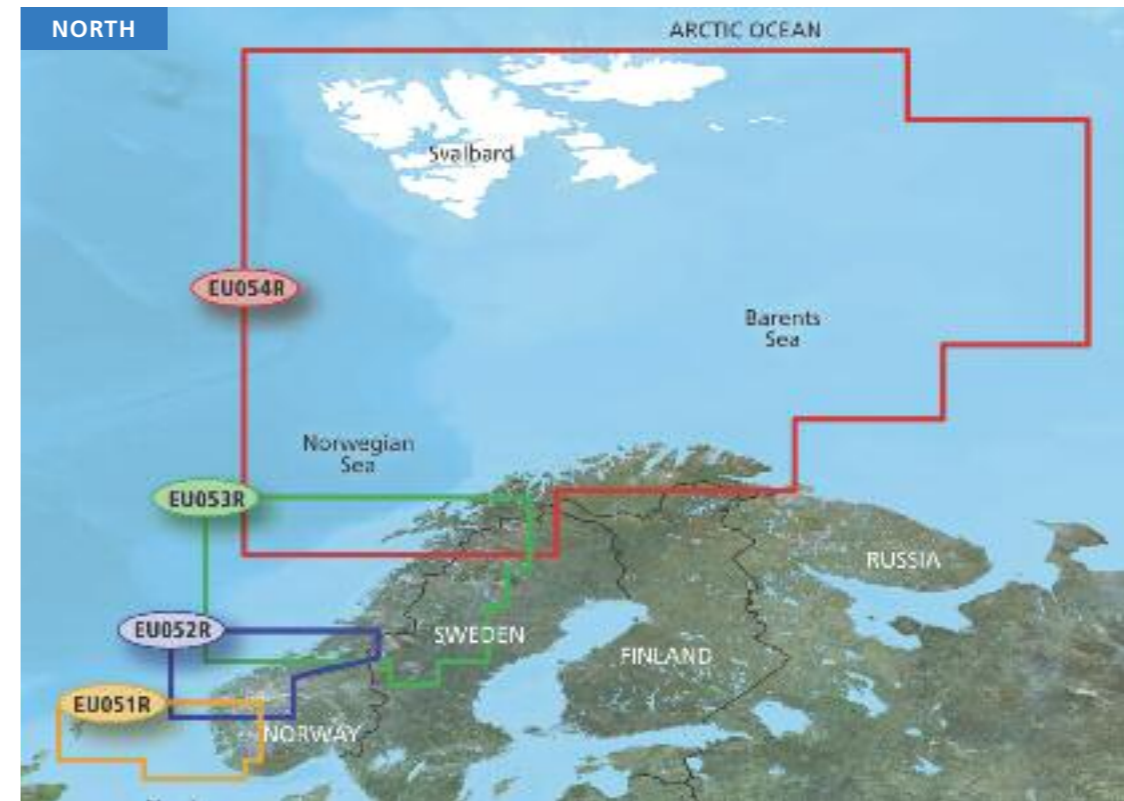 NORTH
ARCTIC OCEAN
Svalbard
EU054R
Barents
Sea
Norwegian
Sea
EU053R
RUSSIA
EU052R
SWEDEN
FINLAND
EU051R
NORWAY